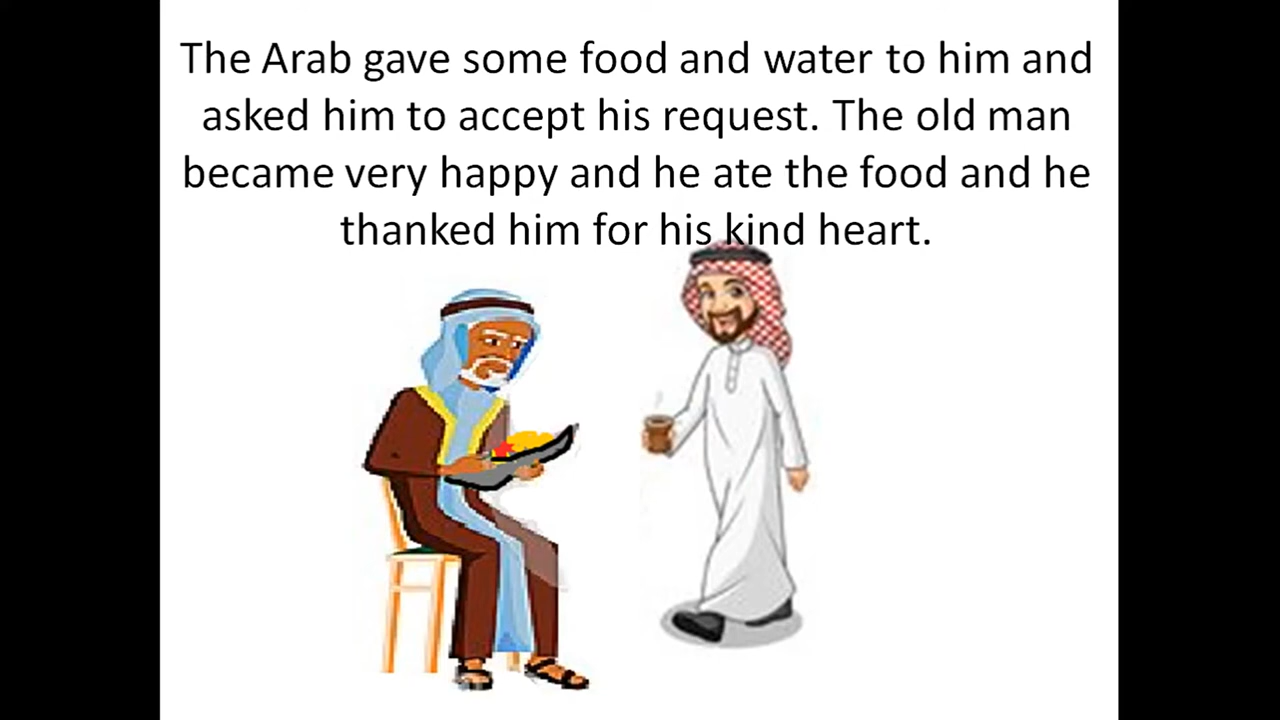 The Arab gave some food and water to him and
asked him to accept his request. The old man
became very happy and he ate the food and he
thanked him for his kind heart.